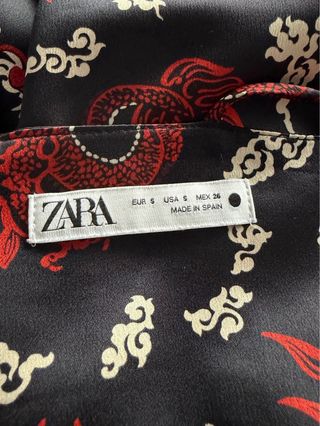 ZARA
EUR S USA S MEX 26
MADE IN SPAIN